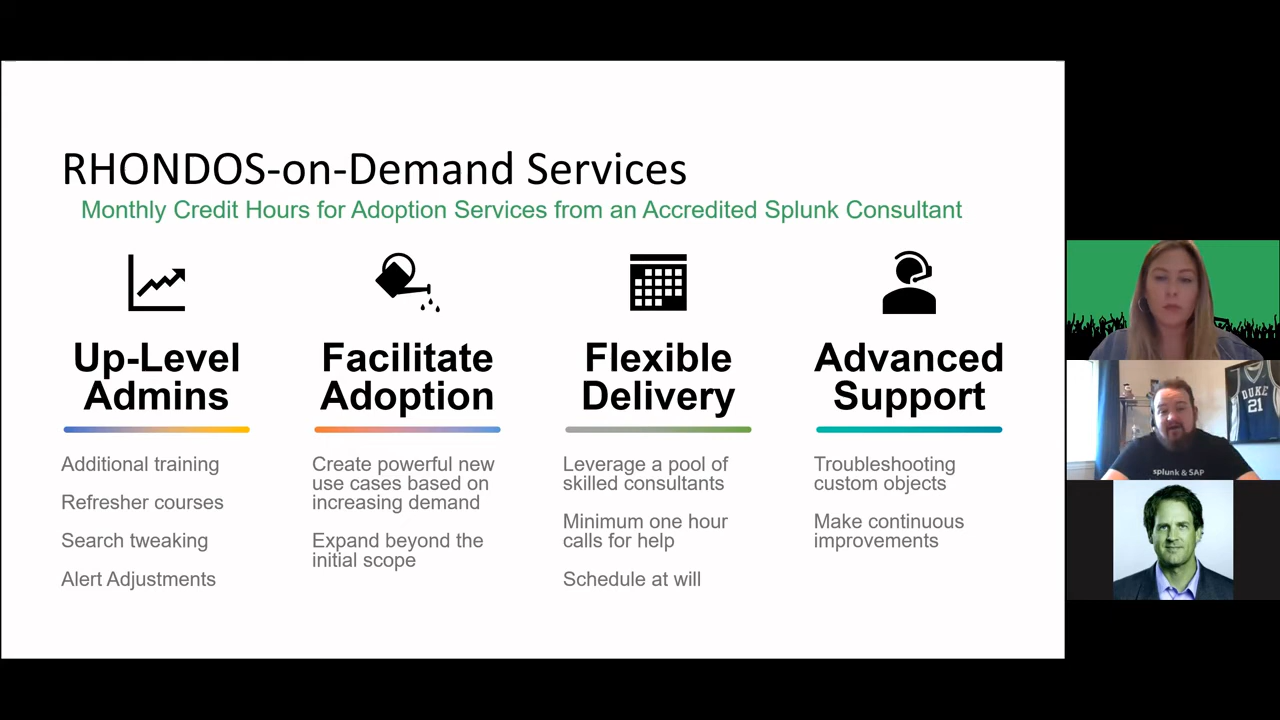 RHONDOS-on-Demand Services
Monthly Credit Hours for Adoption Services from an Accredited Splunk Consultant
Up-Level
Admins
Additional training
Refresher courses
Search tweaking
Alert Adjustments
Facilitate
Adoption
Create powerful new
use cases based on
increasing demand
Expand beyond the
initial scope
Flexible
Delivery
Leverage a pool of
skilled consultants
Minimum one hour
calls for help
Schedule at will
Advanced
Support
Troubleshooting
custom objects
Make continuous
improvements
DUKE
21
splunk & SAP